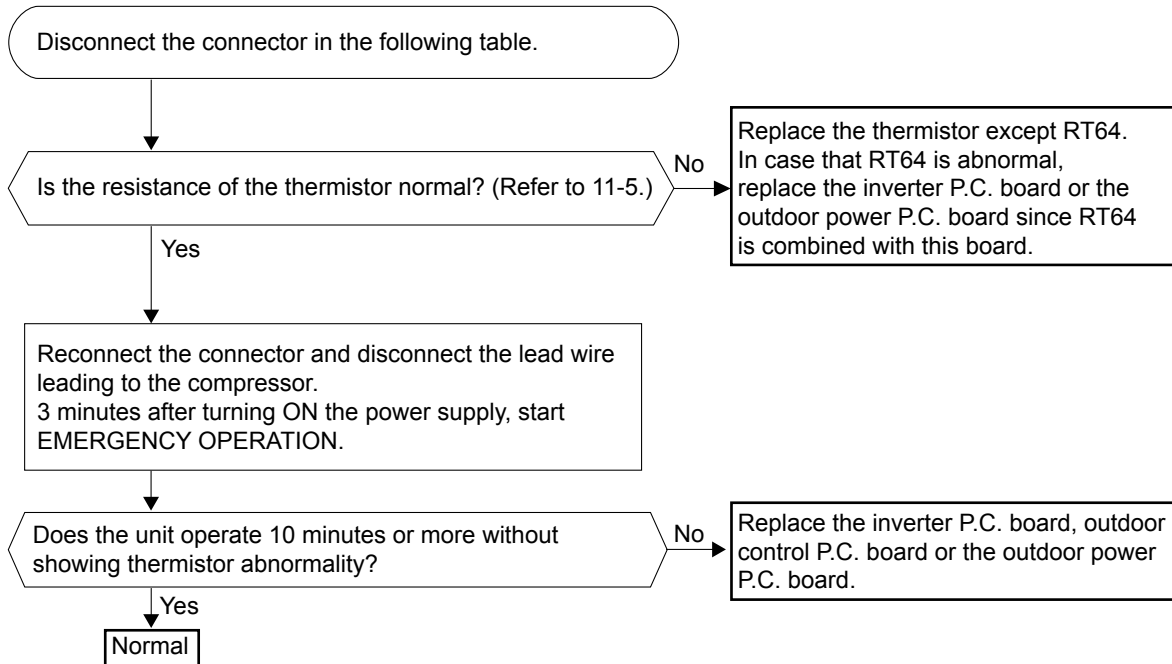 Disconnect the connector in the following table.
Is the resistance of the thermistor normal? (Refer to 11-5.)
No
Replace the thermistor except RT64.
In case that RT64 is abnormal,
replace the inverter P.C. board or the
outdoor power P.C. board since RT64
is combined with this board.
Yes
Reconnect the connector and disconnect the lead wire
leading to the compressor.
3 minutes after turning ON the power supply, start
EMERGENCY OPERATION.
Does the unit operate 10 minutes or more without
showing thermistor abnormality?
No
Replace the inverter P.C. board, outdoor
control P.C. board or the outdoor power
P.C. board.
Yes
Normal